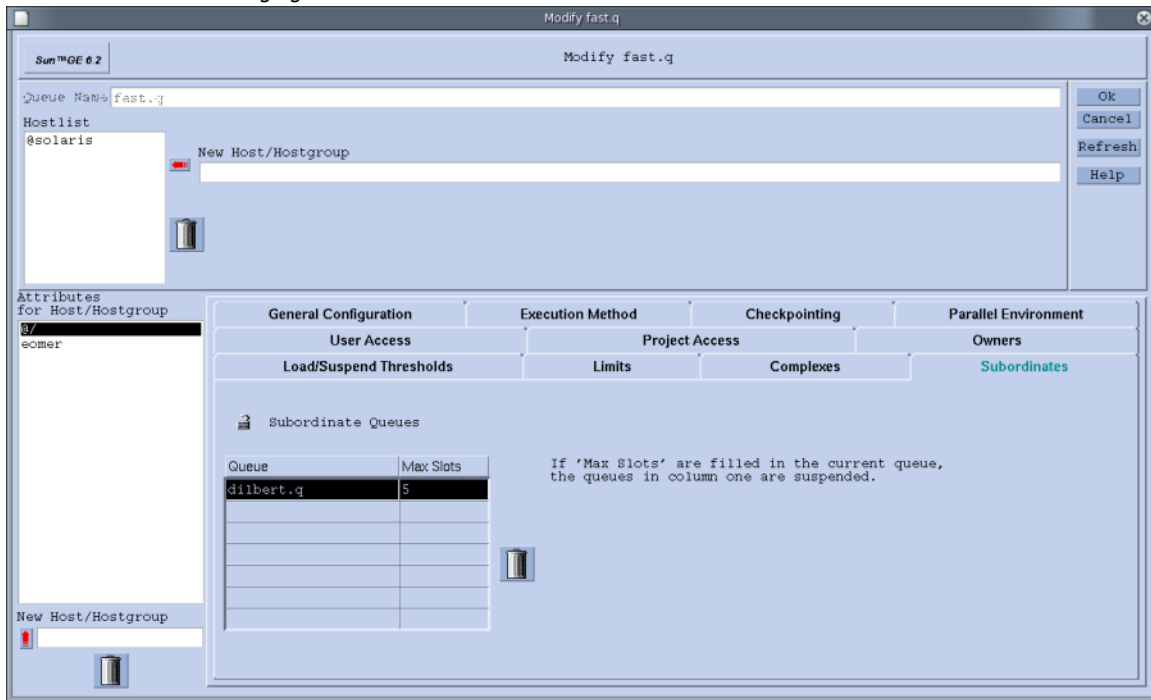 Modify fast.q
Sun™GE 6.2
Modify fast.q
Queue Name fast.q
Ok
Hostlist
Cancel
@solaris
New Host/Hostgroup
Refresh
Help
Attributes
for Host/Hostgroup
@/
eomer
General Configuration Execution Method Checkpointing Parallel Environment
User Access Project Access Owners
Load/Suspend Thresholds Limits Complexes Subordinates
Subordinate Queues
Queue Max Slots
dilbert.q 5
If 'Max Slots' are filled in the current queue,
the queues in column one are suspended.
New Host/Hostgroup